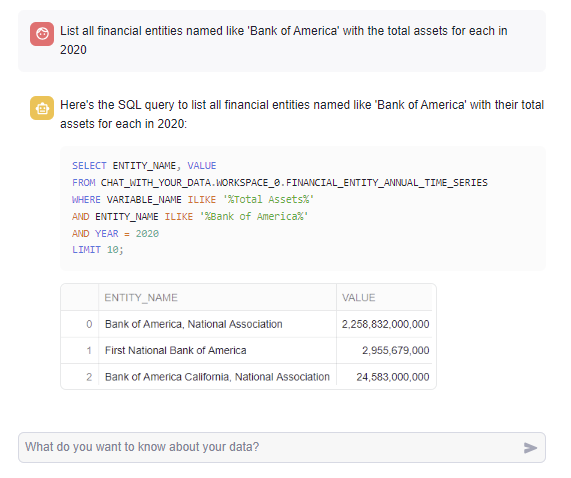 List all financial entities named like 'Bank of America' with the total assets for each in
2020
Here's the SQL query to list all financial entities named like 'Bank of America' with their total
assets for each in 2020:
SELECT ENTITY_NAME, VALUE
FROM CHAT_WITH_YOUR_DATA.WORKSPACE_0.FINANCIAL_ENTITY_ANNUAL_TIME_SERIES
WHERE VARIABLE_NAME ILIKE '%Total Assets%'
AND ENTITY_NAME ILIKE '%Bank of America%'
AND YEAR = 2020
LIMIT 10;
ENTITY_NAME VALUE
0 Bank of America, National Association 2,258,832,000,000
1 First National Bank of America 2,955,679,000
2 Bank of America California, National Association 24,583,000,000
What do you want to know about your data?